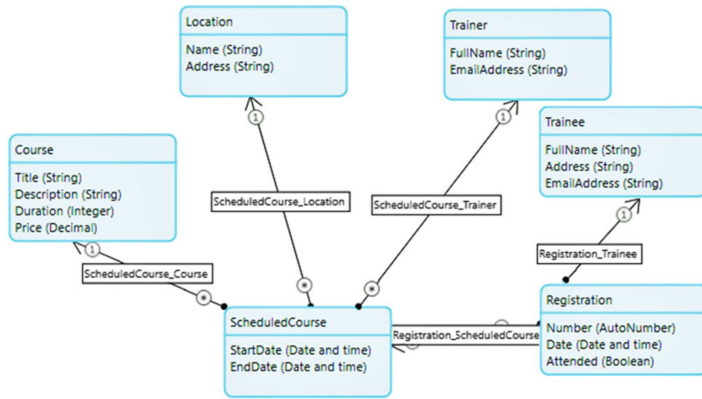 Location
Name (String)
Address (String)
Trainer
FullName (String)
EmailAddress (String)
Trainee
FullName (String)
Address (String)
EmailAddress (String)
Course
Title (String)
Description (String)
Duration (Integer)
Price (Decimal)
1
1
1
1
ScheduledCourse_Location
ScheduledCourse_Trainer
Registration_Trainee
ScheduledCourse_Course
*
*
*
ScheduledCourse
StartDate (Date and time)
EndDate (Date and time)
Registration_ScheduledCourse
Registration
Number (AutoNumber)
Date (Date and time)
Attended (Boolean)